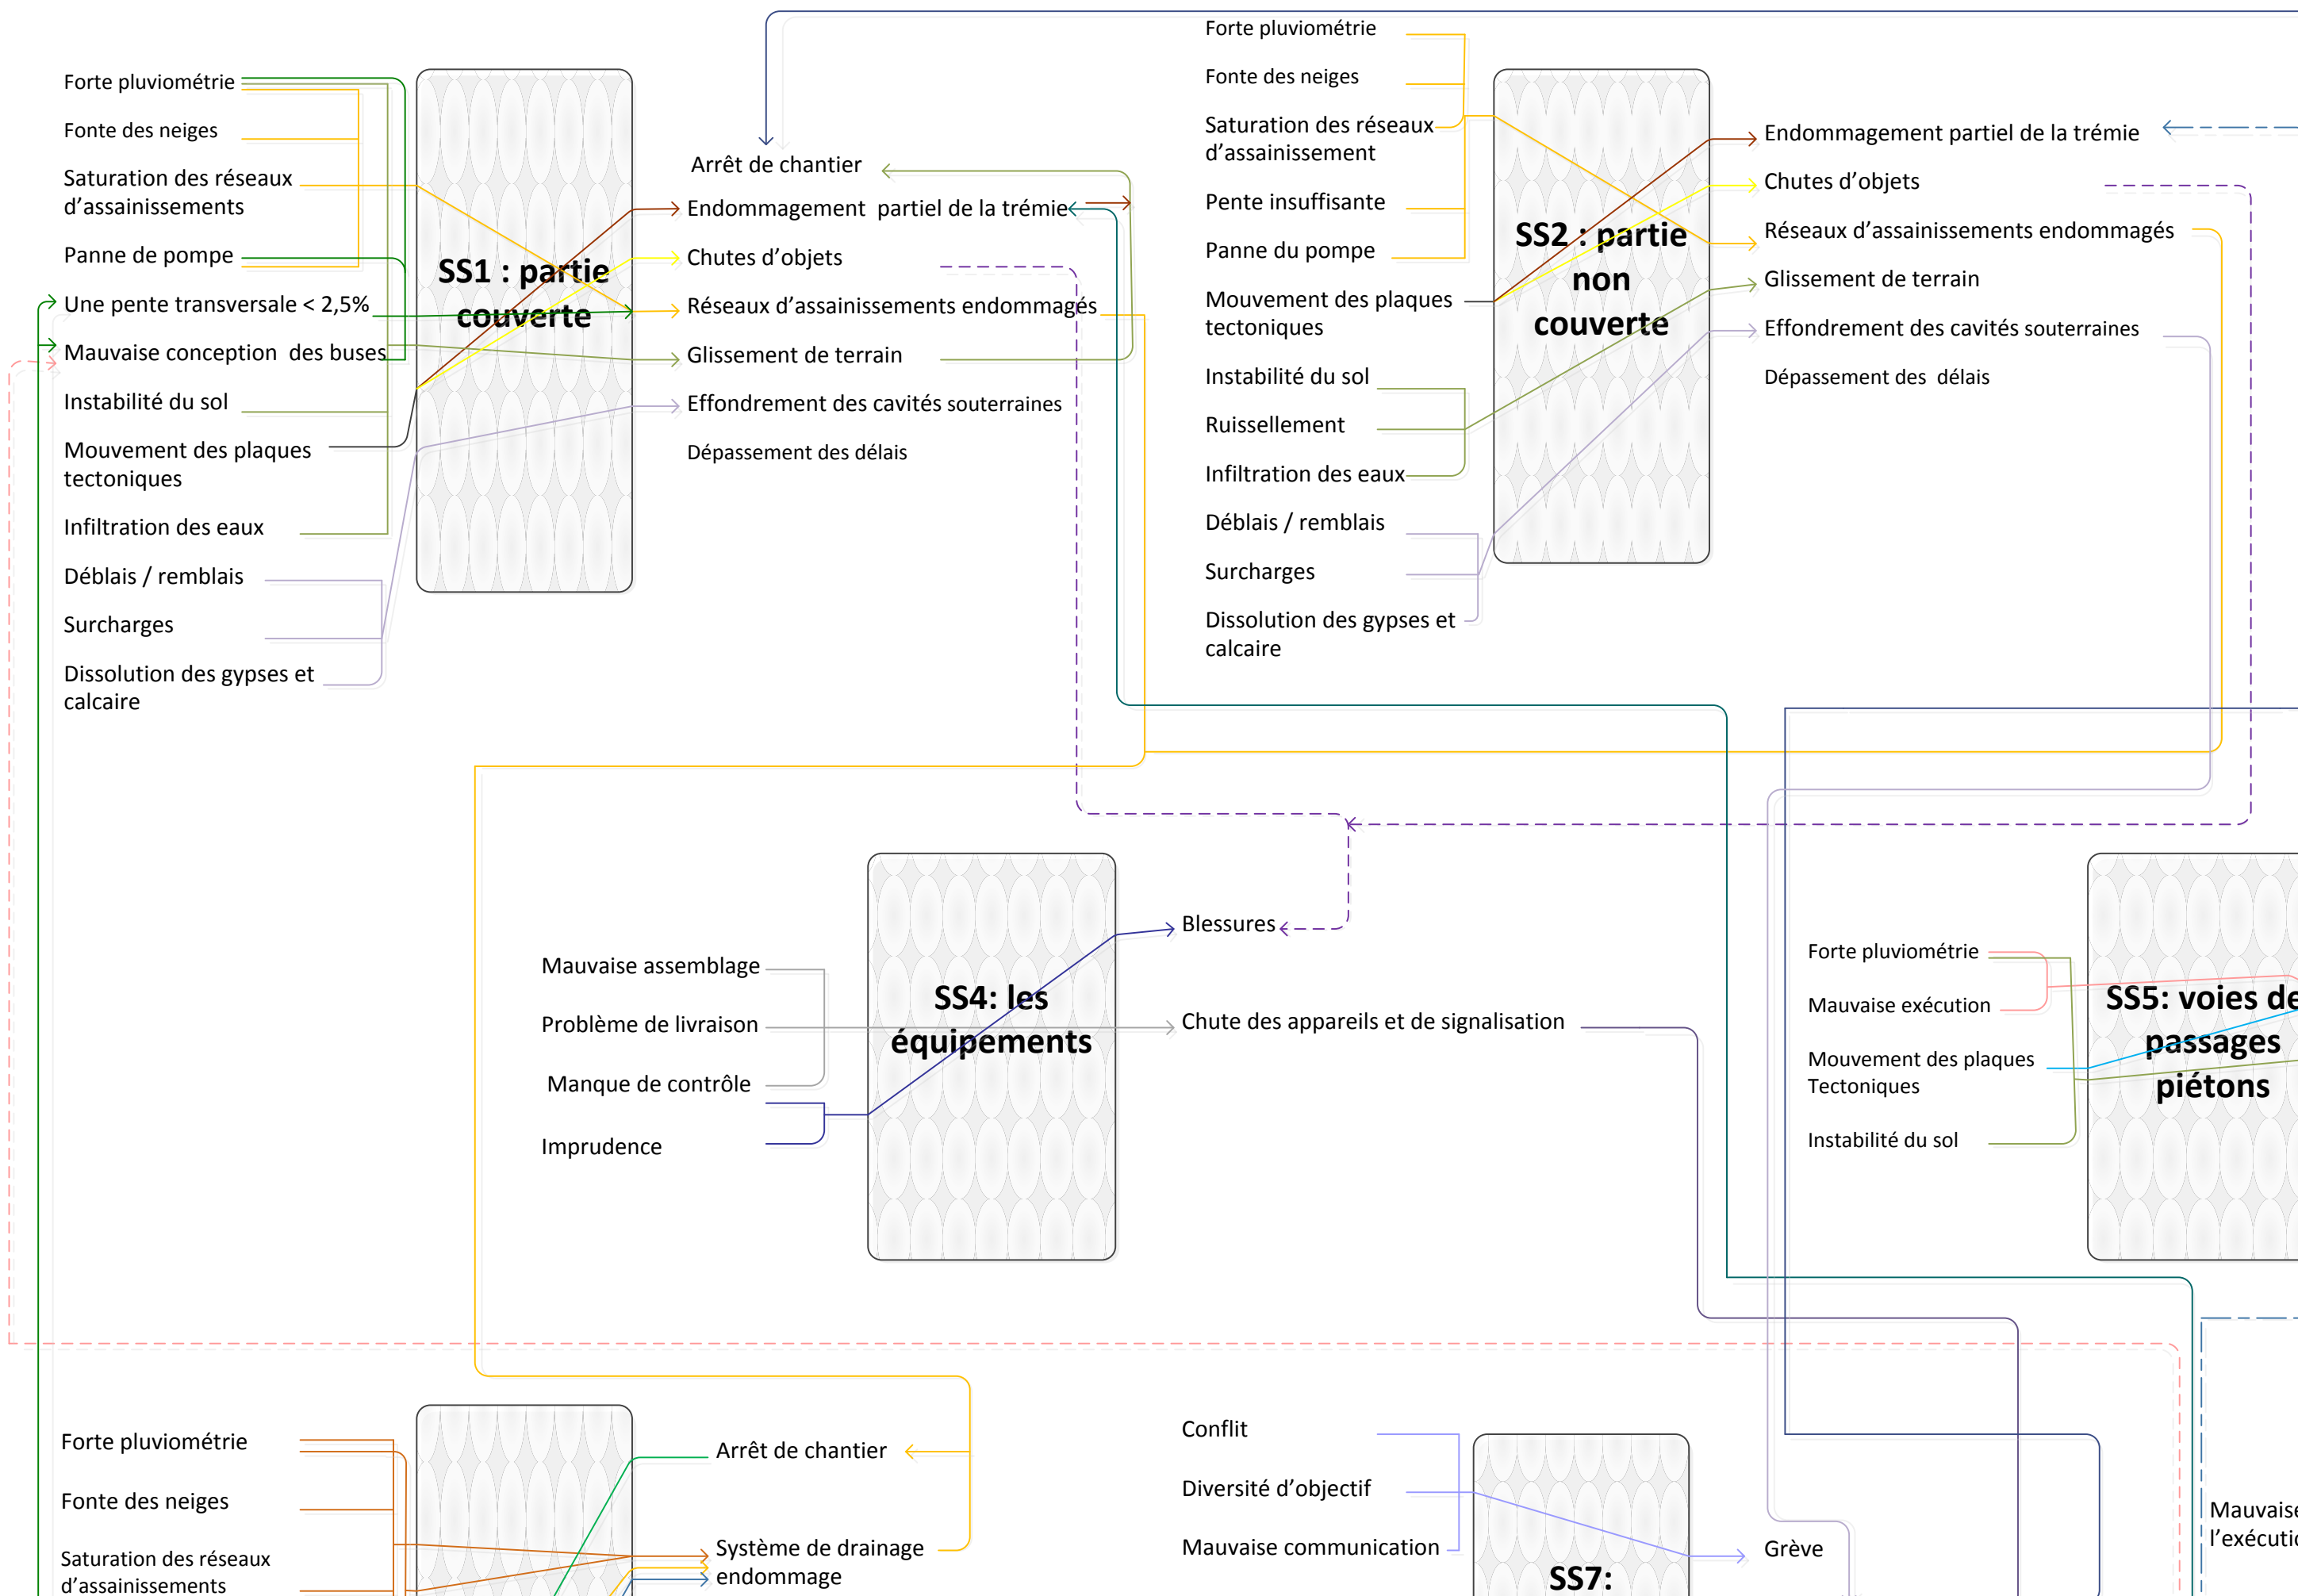 Forte pluviométrie
Fonte des neiges
Saturation des réseaux
d’assainissements
Panne de pompe
Une pente transversale < 2,5%
Mauvaise conception des buses
Instabilité du sol
Mouvement des plaques
tectoniques
Infiltration des eaux
Déblais / remblais
Surcharges
Dissolution des gypses et
calcaire
SS1 : partie
couverte
Arrêt de chantier
Endommagement partiel de la trémie
Chutes d’objets
Réseaux d’assainissements endommagés
Glissement de terrain
Effondrement des cavités souterraines
Dépassement des délais
Forte pluviométrie
Fonte des neiges
Saturation des réseaux
d’assainissement
Pente insuffisante
Panne du pompe
Mouvement des plaques
tectoniques
Instabilité du sol
Ruissellement
Infiltration des eaux
Déblais / remblais
Surcharges
Dissolution des gypses et
calcaire
SS2 : partie
non
couverte
Endommagement partiel de la trémie
Chutes d’objets
Réseaux d’assainissements endommagés
Glissement de terrain
Effondrement des cavités souterraines
Dépassement des délais
Mauvaise assemblage
Problème de livraison
Manque de contrôle
Imprudence
SS4: les
équipements
Blessures
Chute des appareils et de signalisation
Forte pluviométrie
Mauvaise exécution
Mouvement des plaques
Tectoniques
Instabilité du sol
SS5: voies de
passages
piétons
Forte pluviométrie
Fonte des neiges
Saturation des réseaux
d’assainissements
Arrêt de chantier
Système de drainage
endommage
Conflit
Diversité d’objectif
Mauvaise communication
SS7:
Grève
Mauvaise
l’exécutio